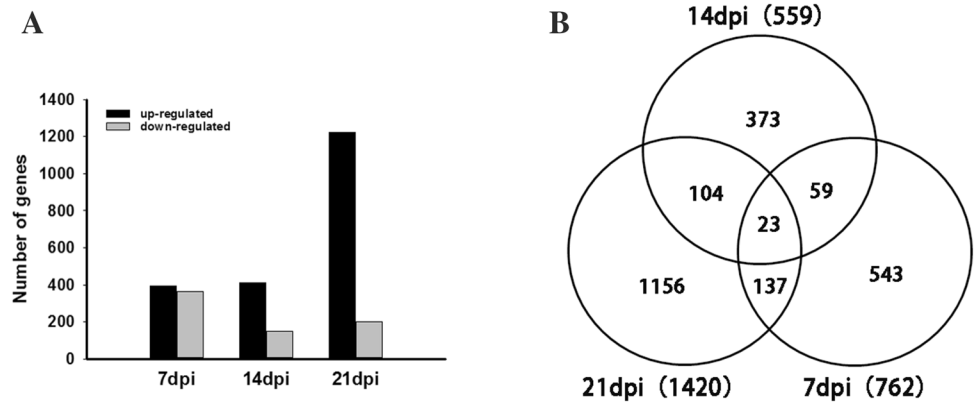 A
Number of genes
1400
1200
1000
800
600
400
200
0
up-regulated
down-regulated
7dpi 14dpi 21dpi
B
14dpi (559)
373
104 59
23
1156 137 543
21dpi (1420) 7dpi (762)